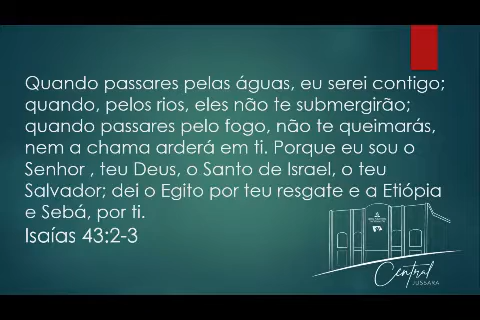 Quando passares pelas águas, eu serei contigo;
quando, pelos rios, eles não te submergirão;
quando passares pelo fogo, não te queimarás,
nem a chama arderá em ti. Porque eu sou o
Senhor , teu Deus, o Santo de Israel, o teu
Salvador; dei o Egito por teu resgate e a Etiópia
e Sebá, por ti.
Isaías 43:2-3
Central
JUSSARA